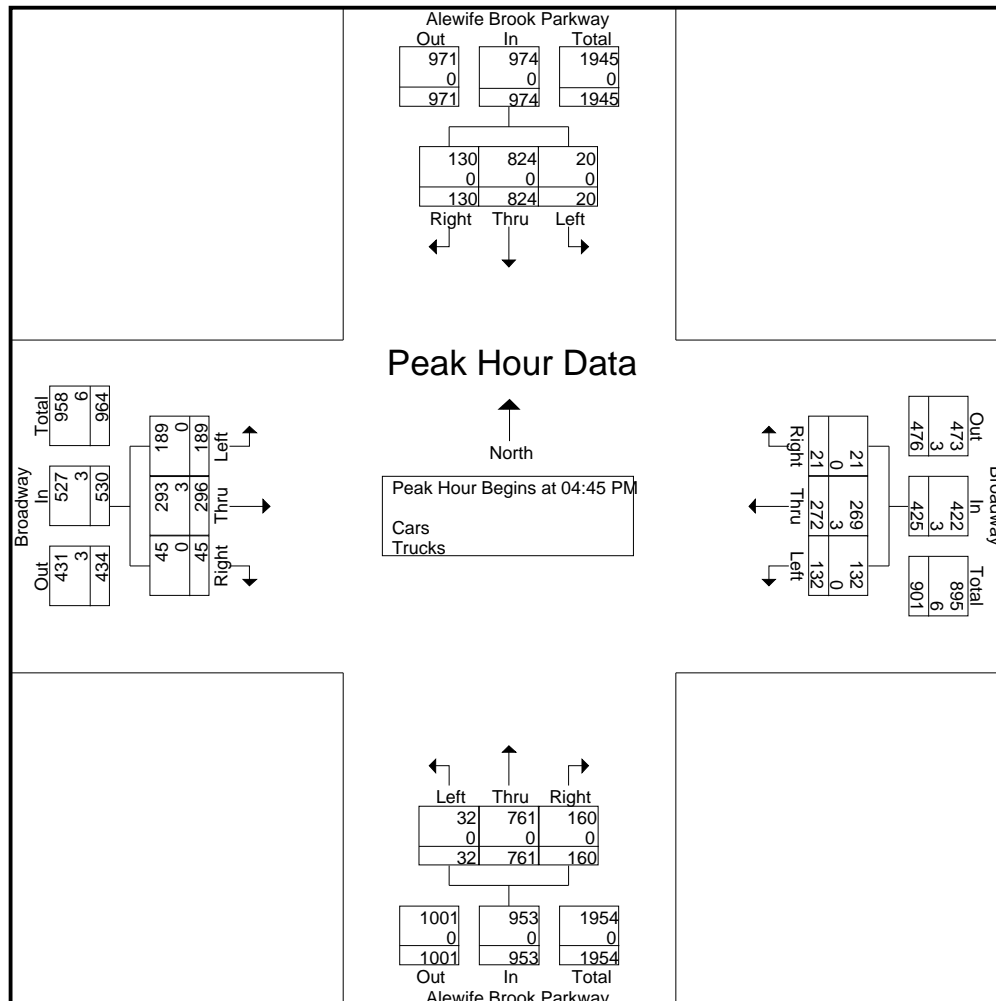 Alewife Brook Parkway
Out In Total
971 974 1945
0 0 0
971 974 1945
130 824 20
0 0 0
130 824 20
Right Thru Left
Peak Hour Data
North
Peak Hour Begins at 04:45 PM
Cars
Trucks
Broadway
Out In Total
431 527 958
3 3 6
434 530 964
45 293 189
0 3 0
45 296 189
Right Thru Left
Broadway
Out In Total
473 422 895
3 3 6
476 425 901
21 269 132
0 3 0
21 272 132
Right Thru Left
Left Thru Right
32 761 160
0 0 0
32 761 160
1001 953 1954
0 0 0
1001 953 1954
Out In Total
Alewife Brook Parkway